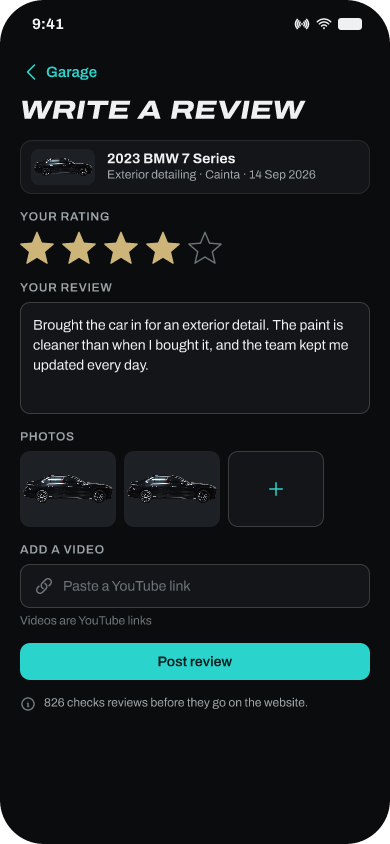 9:41
Garage
WRITE A REVIEW
2023 BMW 7 Series
Exterior detailing · Cainta · 14 Sep 2026
YOUR RATING
YOUR REVIEW
Brought the car in for an exterior detail. The paint is
cleaner than when I bought it, and the team kept me
updated every day.
PHOTOS
+
ADD A VIDEO
Paste a YouTube link
Videos are YouTube links
Post review
826 checks reviews before they go on the website.